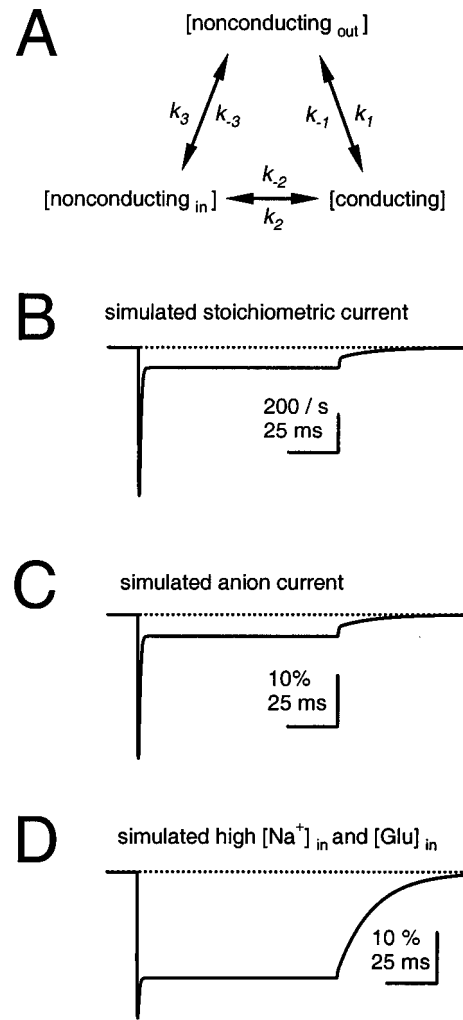 A
[nonconducting out]
k3 k-3 k-1 k1
[nonconducting in] k-2 [conducting]
k2
B
simulated stoichiometric current
200 / s
25 ms
C
simulated anion current
10%
25 ms
D
simulated high [Na+] in and [Glu] in
10 %
25 ms